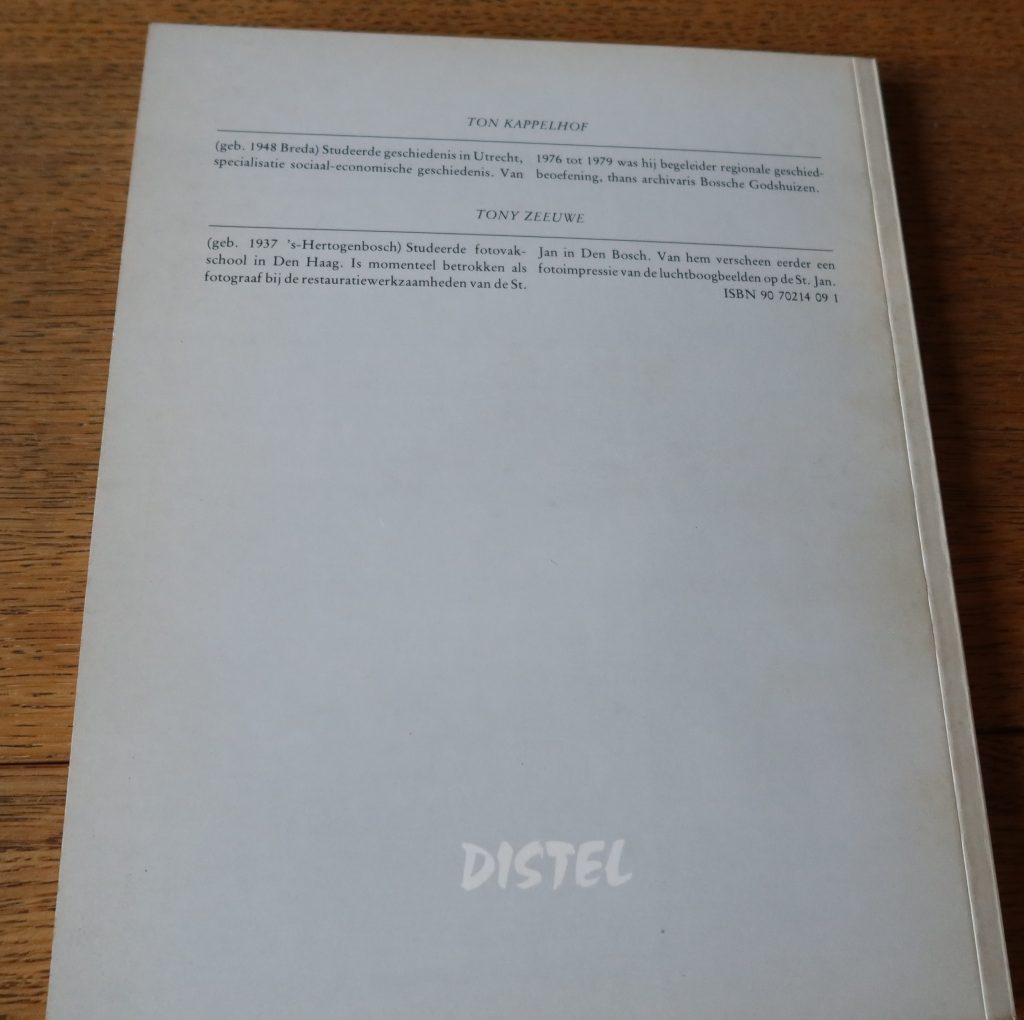 TON KAPPELHOF
(geb. 1948 Breda) Studeerde geschiedenis in Utrecht,
specialisatie sociaal-economische geschiedenis. Van
1976 tot 1979 was hij begeleider regionale geschied-
beoefening, thans archivaris Bossche Godshuizen.
TONY ZEEUWE
(geb. 1937 's-Hertogenbosch) Studeerde fotovak-
school in Den Haag. Is momenteel betrokken als
fotograaf bij de restauratiewerkzaamheden van de St.
Jan in Den Bosch. Van hem verscheen eerder een
fotoimpressie van de luchtboogbeelden op de St. Jan.
ISBN 90 70214 09 1
DISTEL